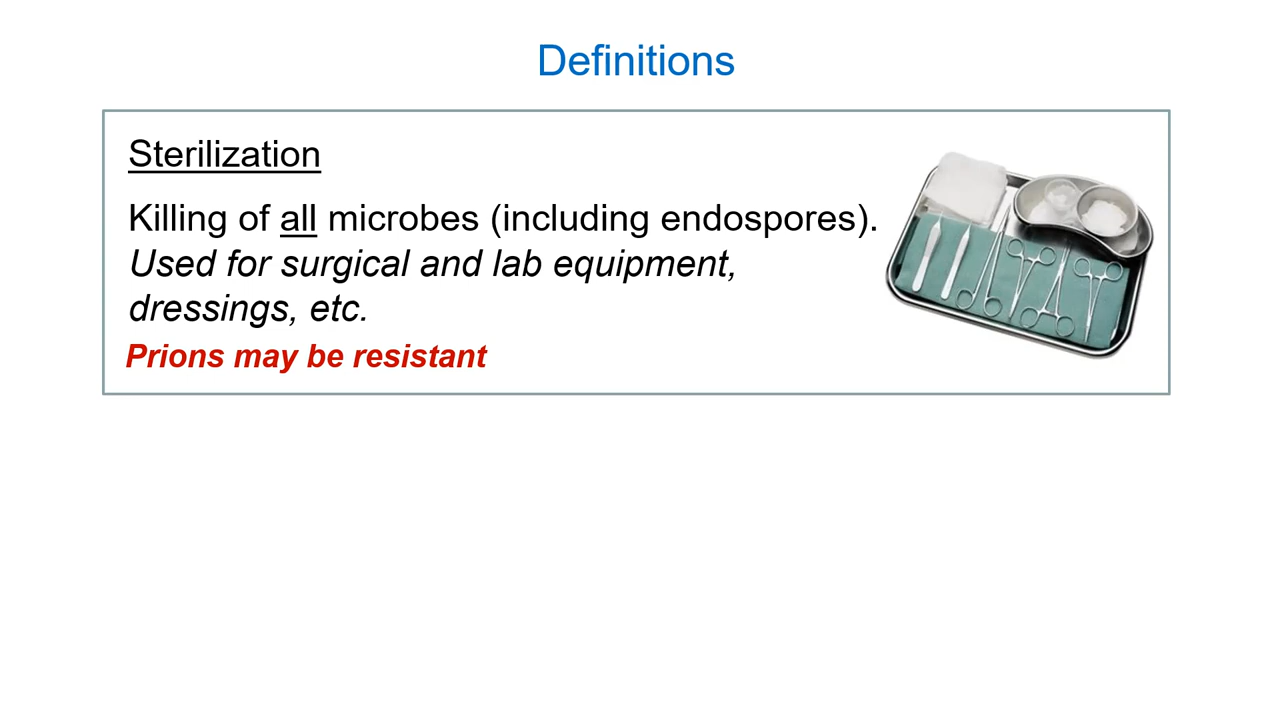 Definitions
Sterilization
Killing of all microbes (including endospores).
Used for surgical and lab equipment,
dressings, etc.
Prions may be resistant